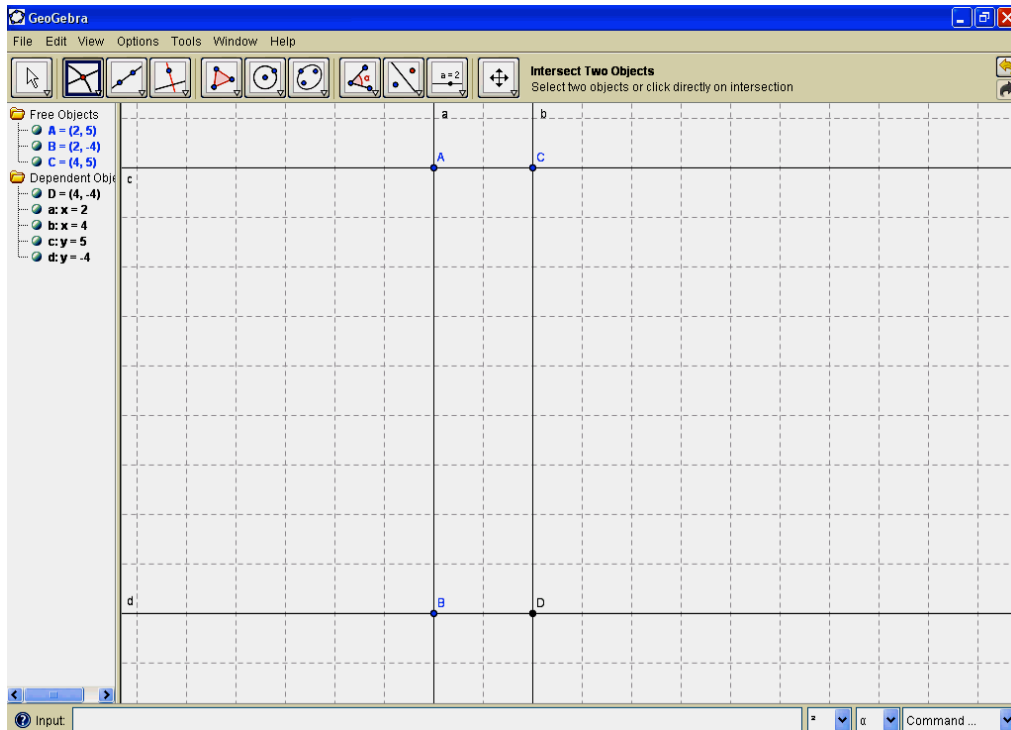 GeoGebra
File Edit View Options Tools Window Help
α
a=2
Intersect Two Objects
Select two objects or click directly on intersection
Free Objects
A = (2, 5)
B = (2, -4)
C = (4, 5)
Dependent Obje
D = (4, -4)
a: x = 2
b: x = 4
c: y = 5
d: y = -4
a b
A C
c
d B D
Input: ² α Command ...